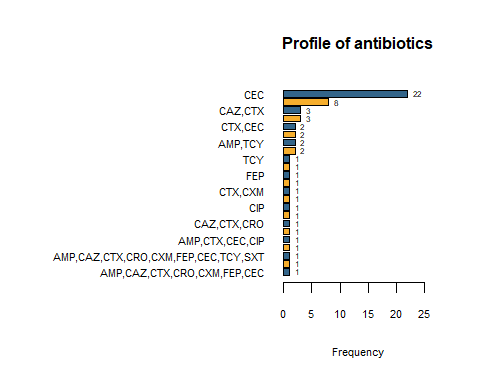 Profile of antibiotics
CEC 22
8
CAZ,CTX 3
3
CTX,CEC 2
2
AMP,TCY 2
2
TCY 1
1
FEP 1
1
CTX,CXM 1
1
CIP 1
1
CAZ,CTX,CRO 1
1
AMP,CTX,CEC,CIP 1
1
AMP,CAZ,CTX,CRO,CXM,FEP,CEC,TCY,SXT 1
1
AMP,CAZ,CTX,CRO,CXM,FEP,CEC 1
0 5 10 15 20 25
Frequency